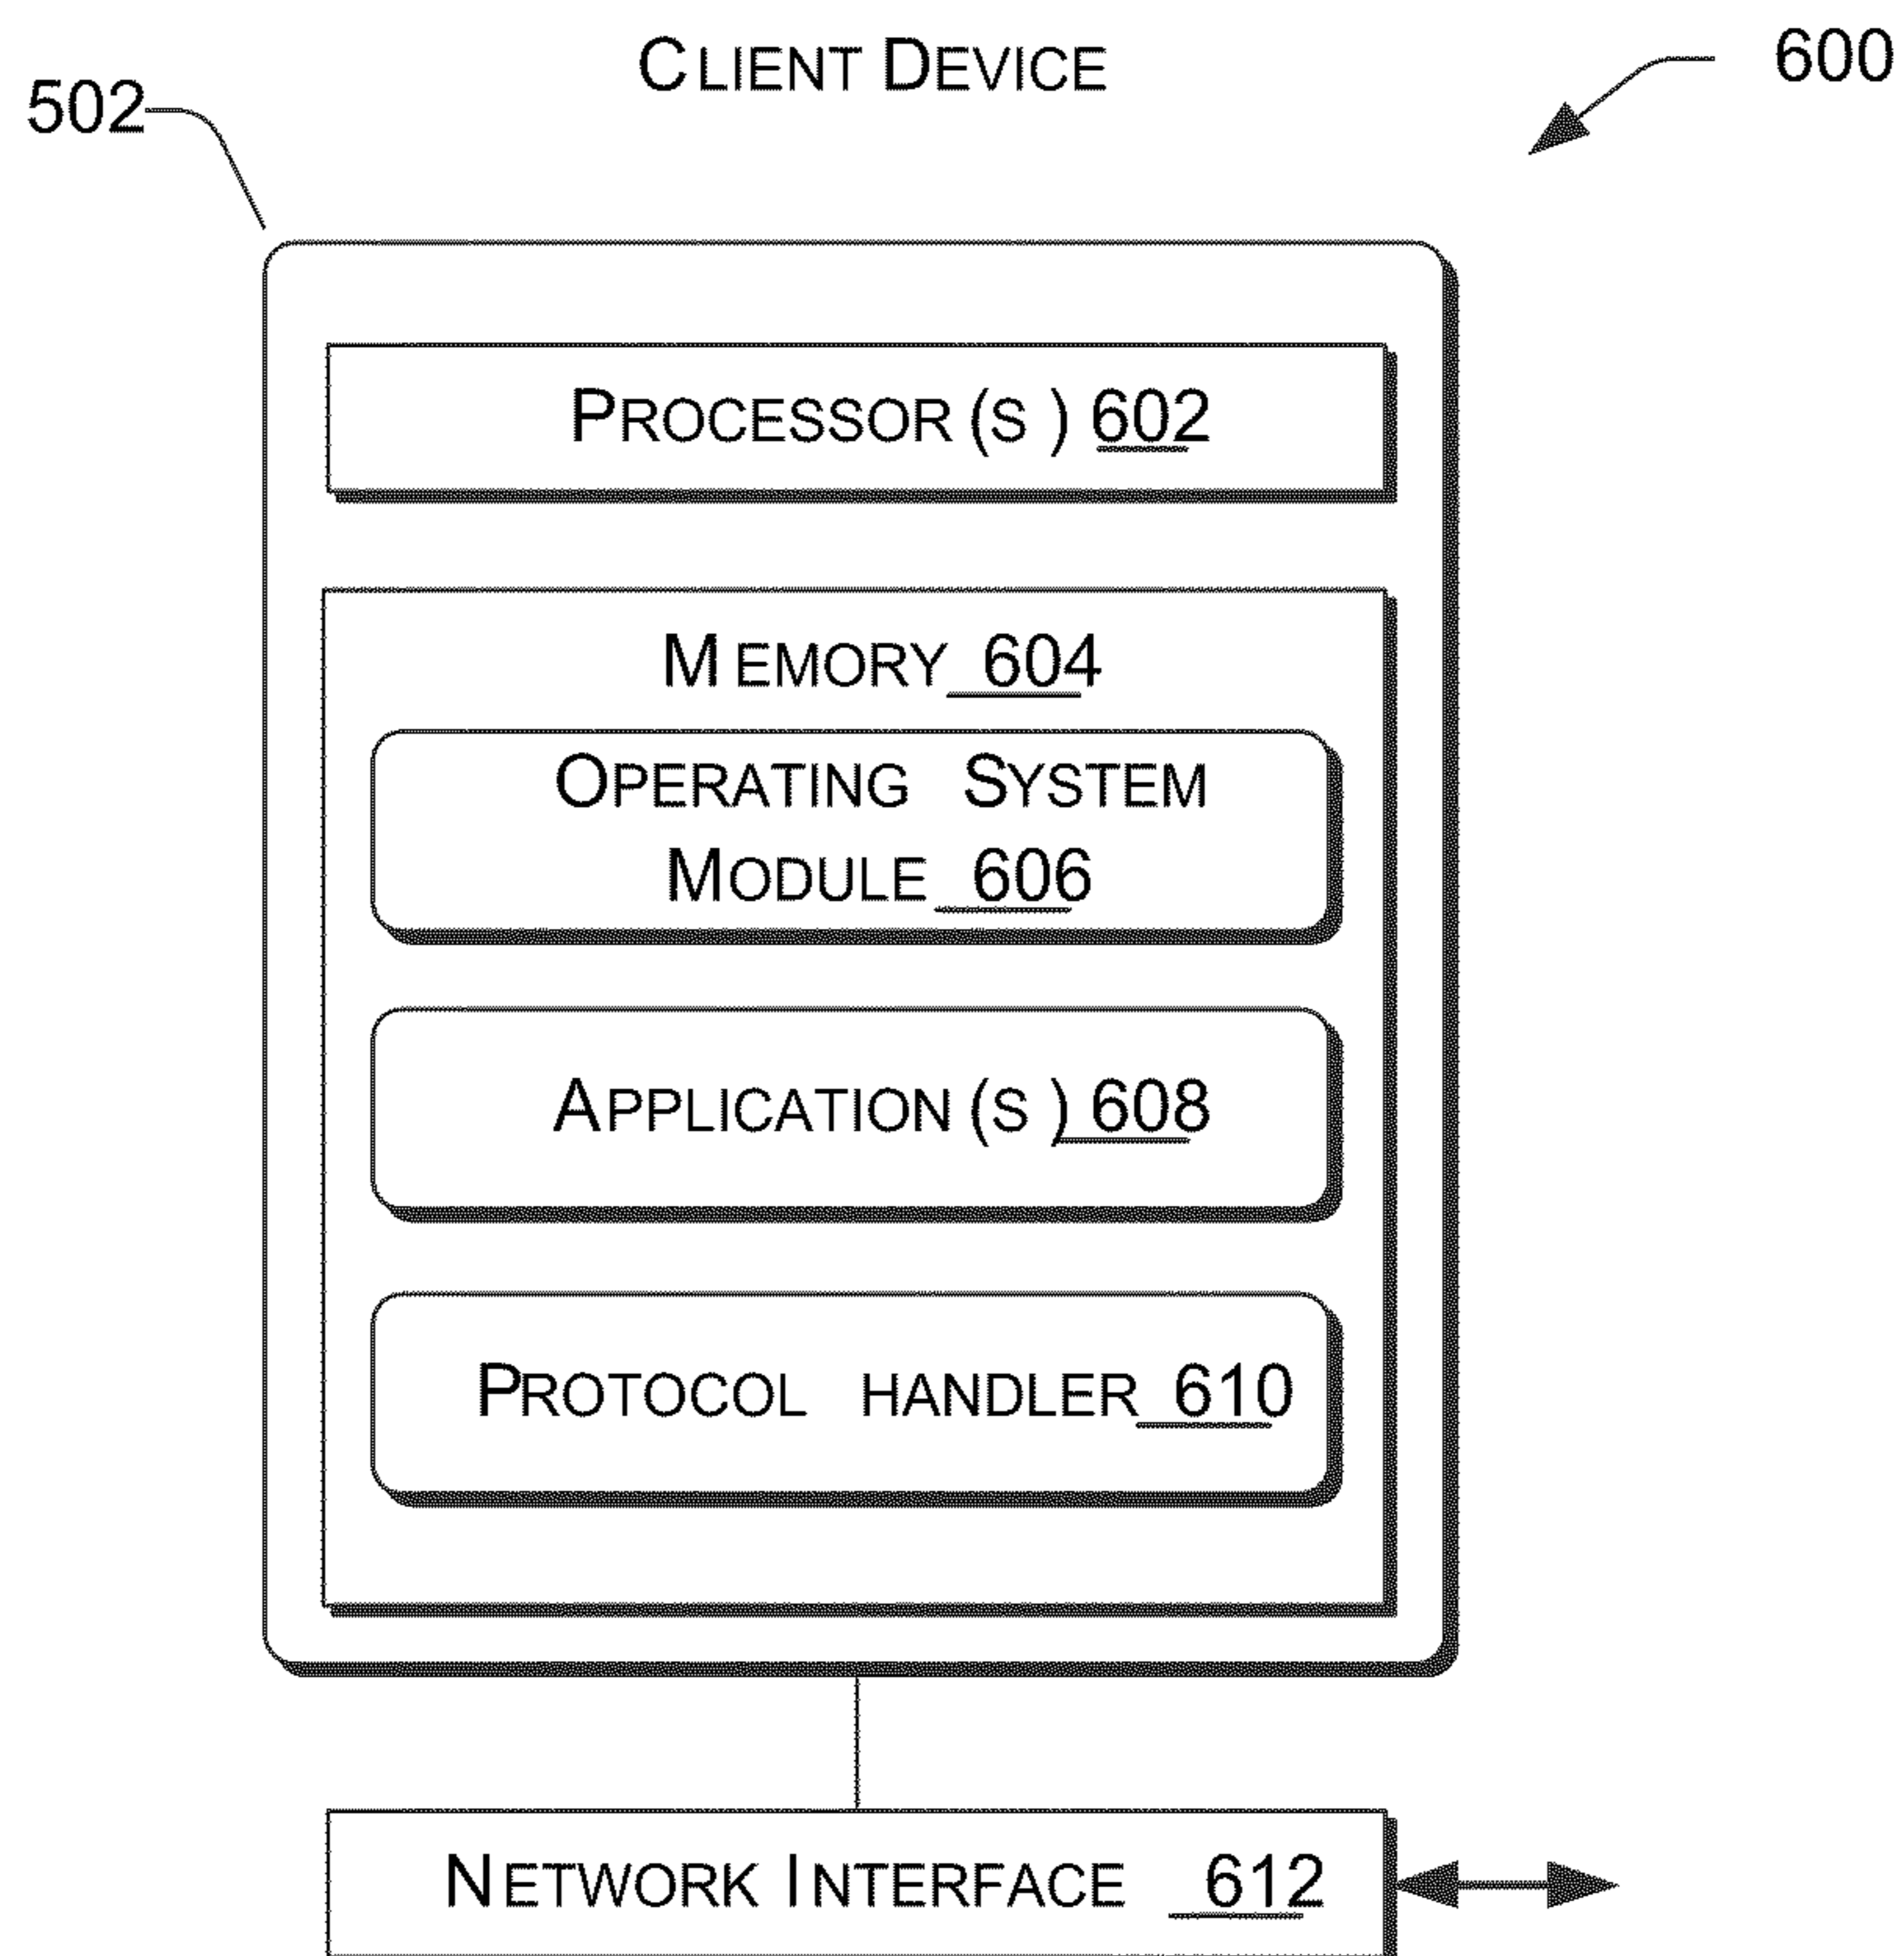 CLIENT DEVICE
600
502
PROCESSOR(S) 602
MEMORY 604
OPERATING SYSTEM
MODULE 606
APPLICATION(S) 608
PROTOCOL HANDLER 610
NETWORK INTERFACE 612